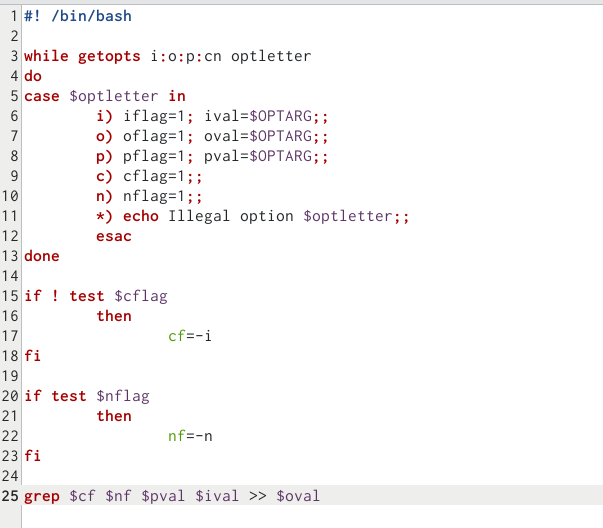 1 #! /bin/bash
2
3 while getopts i:o:p:cn optletter
4 do
5 case $optletter in
6         i) iflag=1; ival=$OPTARG;;
7         o) oflag=1; oval=$OPTARG;;
8         p) pflag=1; pval=$OPTARG;;
9         c) cflag=1;;
10         n) nflag=1;;
11         *) echo Illegal option $optletter;;
12         esac
13 done
14
15 if ! test $cflag
16         then
17                 cf=-i
18 fi
19
20 if test $nflag
21         then
22                 nf=-n
23 fi
24
25 grep $cf $nf $pval $ival >> $oval